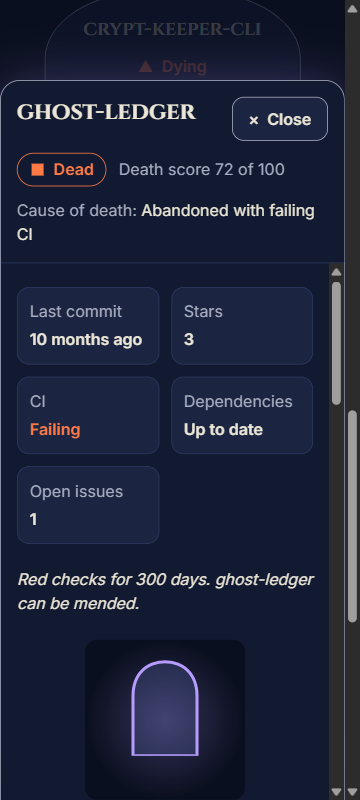 CRYPT-KEEPER-CLI
▲ Dying
GHOST-LEDGER
× Close
■ Dead
Death score 72 of 100
Cause of death: Abandoned with failing
CI
Last commit
10 months ago
Stars
3
CI
Failing
Dependencies
Up to date
Open issues
1
Red checks for 300 days. ghost-ledger
can be mended.